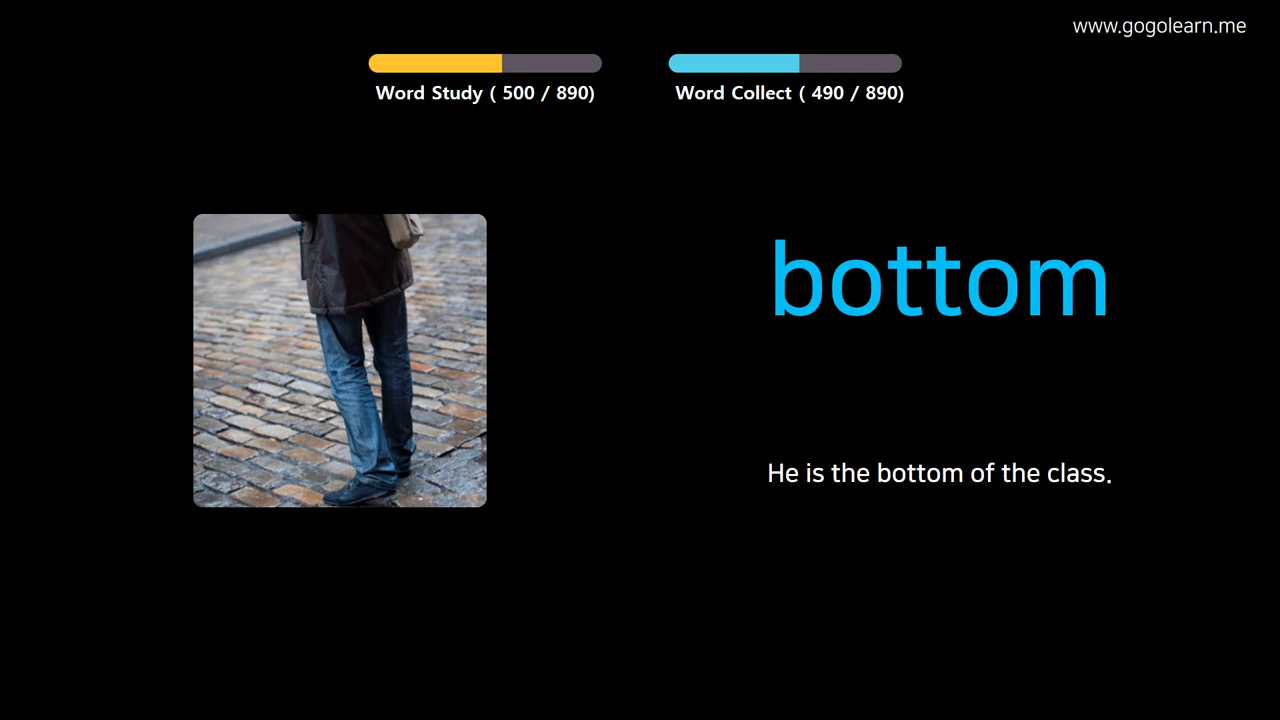 www.gogolearn.me
Word Study ( 500 / 890)
Word Collect ( 490 / 890)
bottom
He is the bottom of the class.